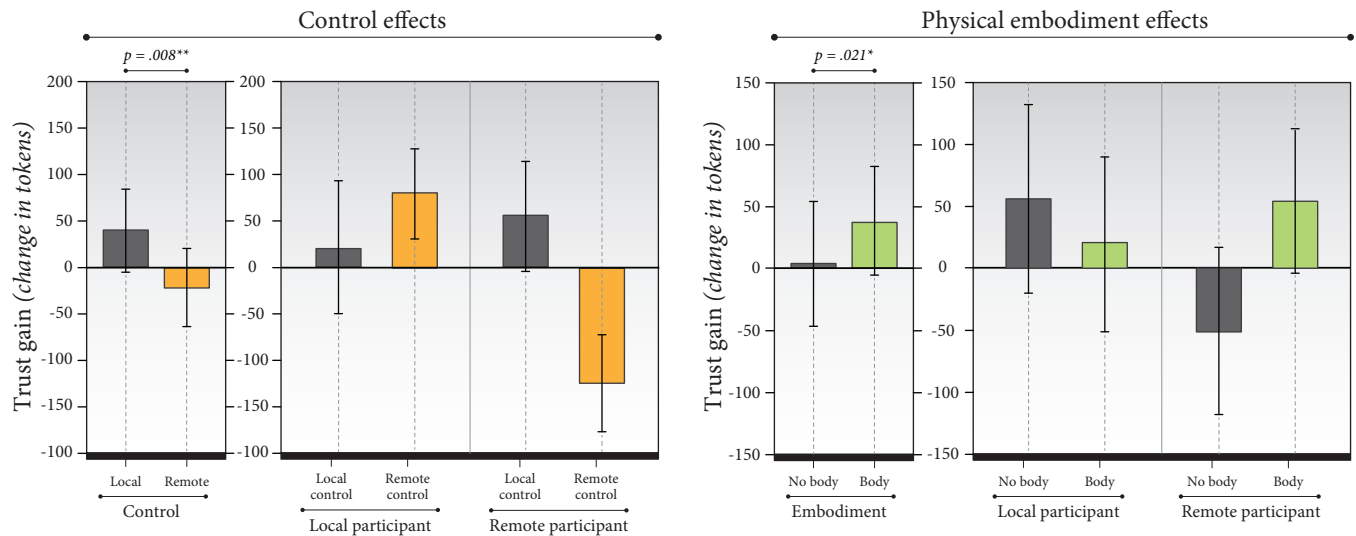 Control effects
p = .008**
Trust gain (change in tokens)
200
150
100
50
0
-50
-100
-150
-100
Local
Remote
Control
200
150
100
50
0
-50
-100
-150
-100
Local
control
Remote
control
Local
control
Remote
control
Local participant
Remote participant
Physical embodiment effects
p = .021*
Trust gain (change in tokens)
150
100
50
0
-50
-100
-150
No body
Body
Embodiment
150
100
50
0
-50
-100
-150
No body
Body
No body
Body
Local participant
Remote participant